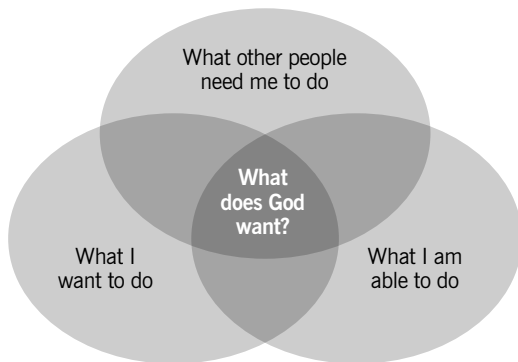 What other people
need me to do
What
does God
want?
What I
want to do
What I am
able to do